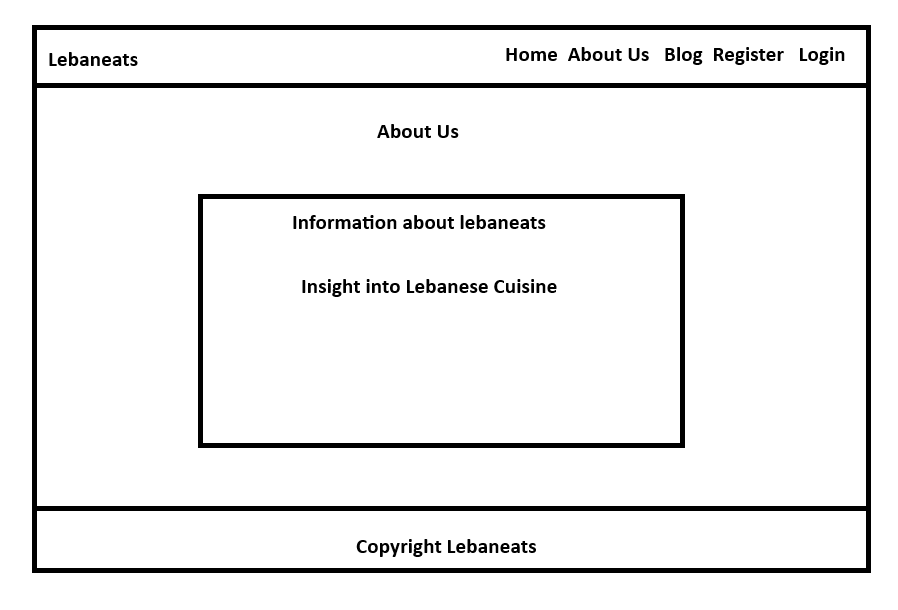 Lebaneats
Home About Us Blog Register Login
About Us
Information about lebaneats
Insight into Lebanese Cuisine
Copyright Lebaneats